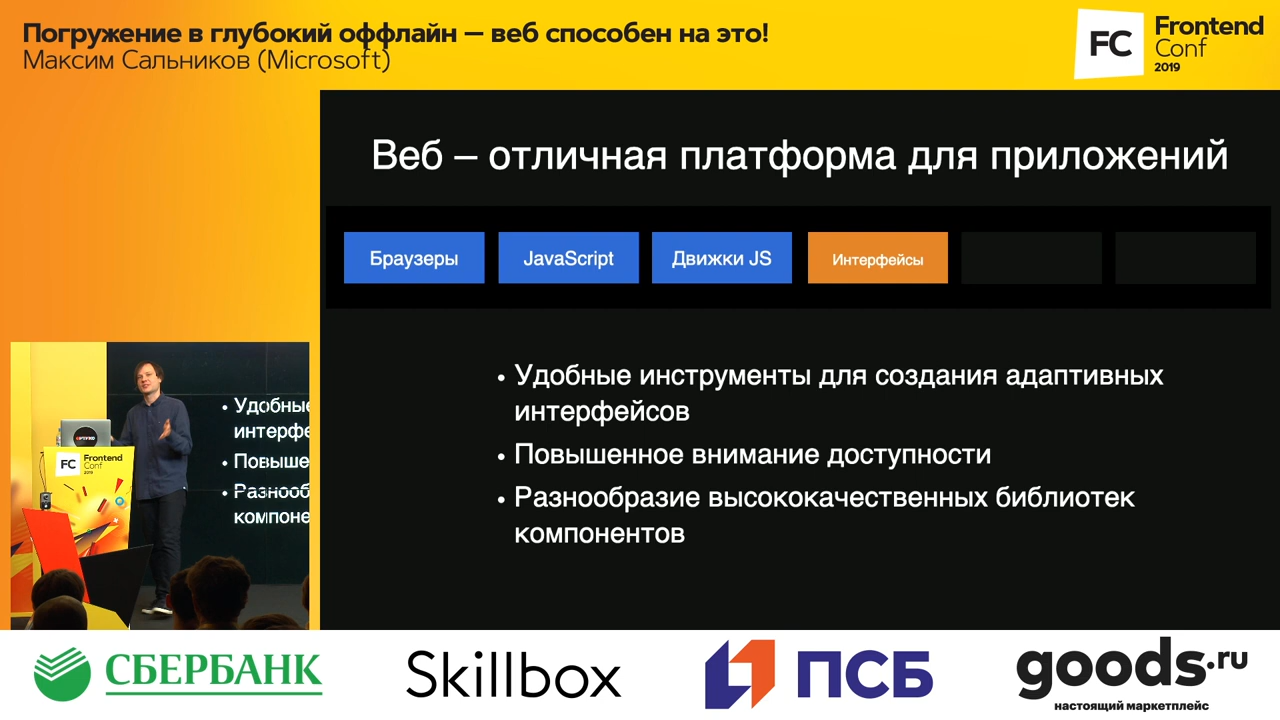 Погружение в глубокий оффлайн – веб способен на это!
Максим Сальников (Microsoft)
FC
Frontend
Conf
2019
Веб – отличная платформа для приложений
Браузеры
JavaScript
Движки JS
Интерфейсы
• Удобные инструменты для создания адаптивных
интерфейсов
• Повышенное внимание доступности
• Разнообразие высококачественных библиотек
компонентов
• Удобные
интерфе
• Повыше
• Разнооб
компоне
FC
Frontend
Conf
2019
СБЕРБАНК
Skillbox
ПСБ
goods.ru
настоящий маркетплейс